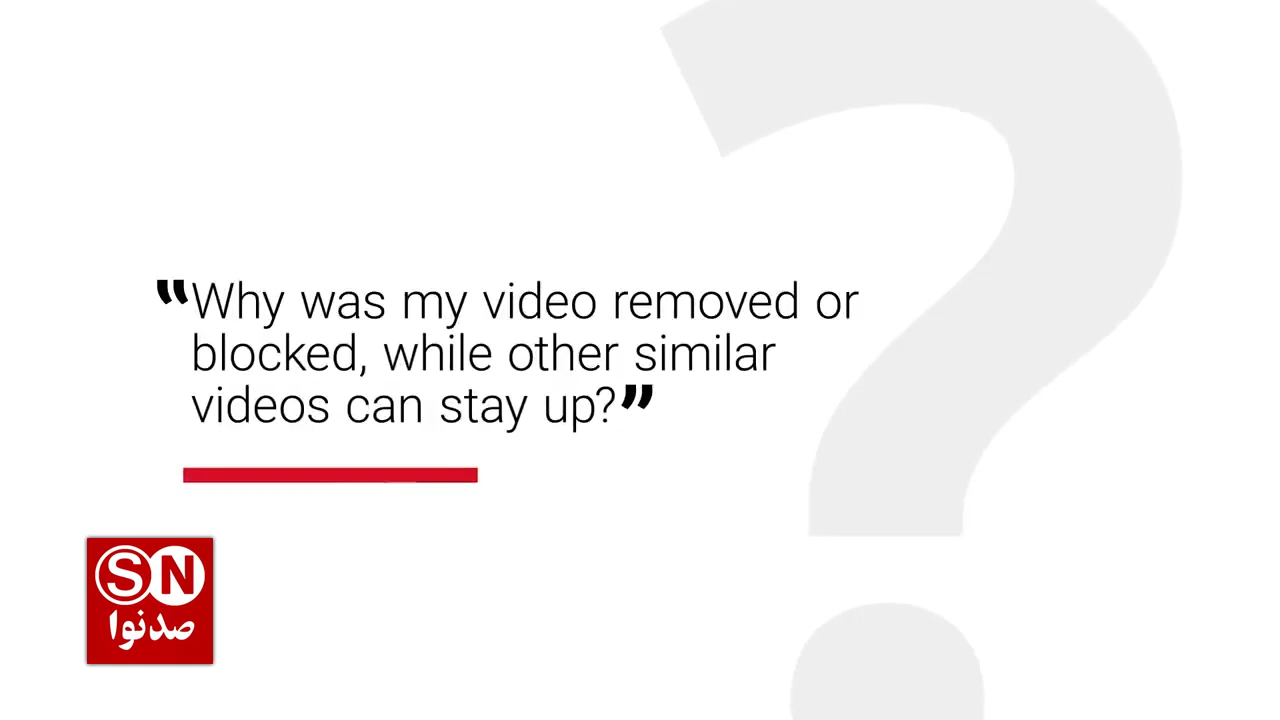 "Why was my video removed or
blocked, while other similar
videos can stay up?"
SN
صدنوا